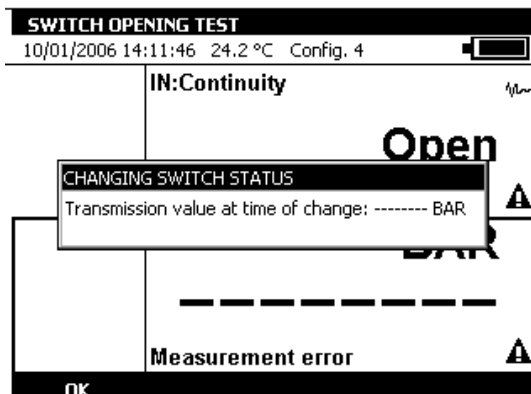 SWITCH OPENING TEST
10/01/2006 14:11:46 24.2 °C Config. 4
IN:Continuity
Open
CHANGING SWITCH STATUS
Transmission value at time of change: -------- BAR
BAR
--------
Measurement error
OK